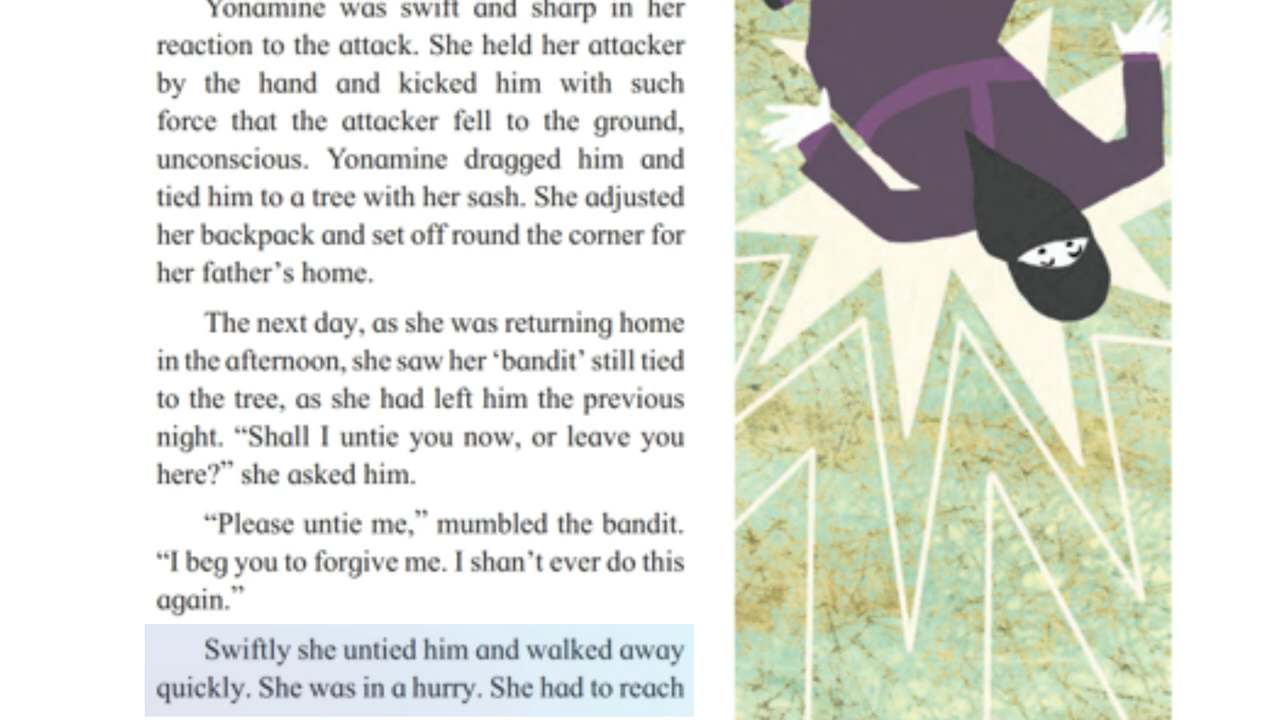 Yonamine was swift and sharp in her
reaction to the attack. She held her attacker
by the hand and kicked him with such
force that the attacker fell to the ground,
unconscious. Yonamine dragged him and
tied him to a tree with her sash. She adjusted
her backpack and set off round the corner for
her father’s home.
The next day, as she was returning home
in the afternoon, she saw her ‘bandit’ still tied
to the tree, as she had left him the previous
night. “Shall I untie you now, or leave you
here?” she asked him.
“Please untie me,” mumbled the bandit.
“I beg you to forgive me. I shan’t ever do this
again.”
Swiftly she untied him and walked away
quickly. She was in a hurry. She had to reach